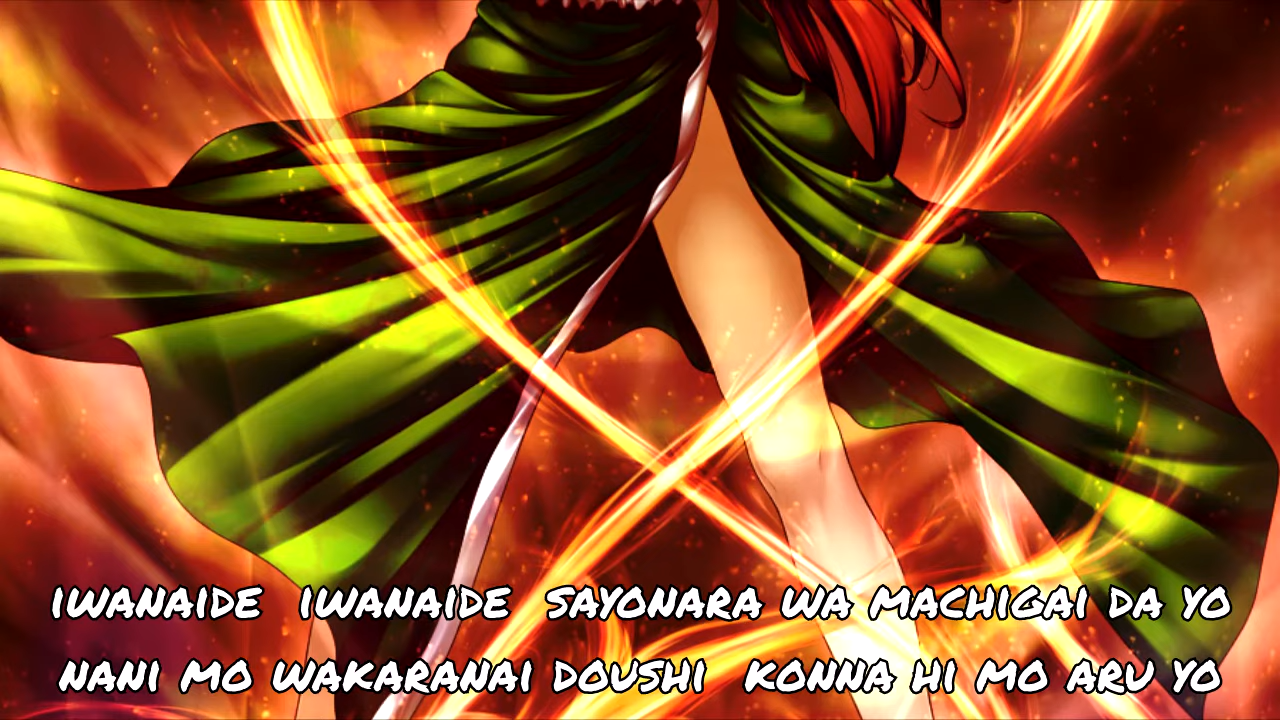 IWANAIDE IWANAIDE SAYONARA WA MACHIGAI DA YO
NANI MO WAKARANAI DOUSHI KONNA HI MO ARU YO